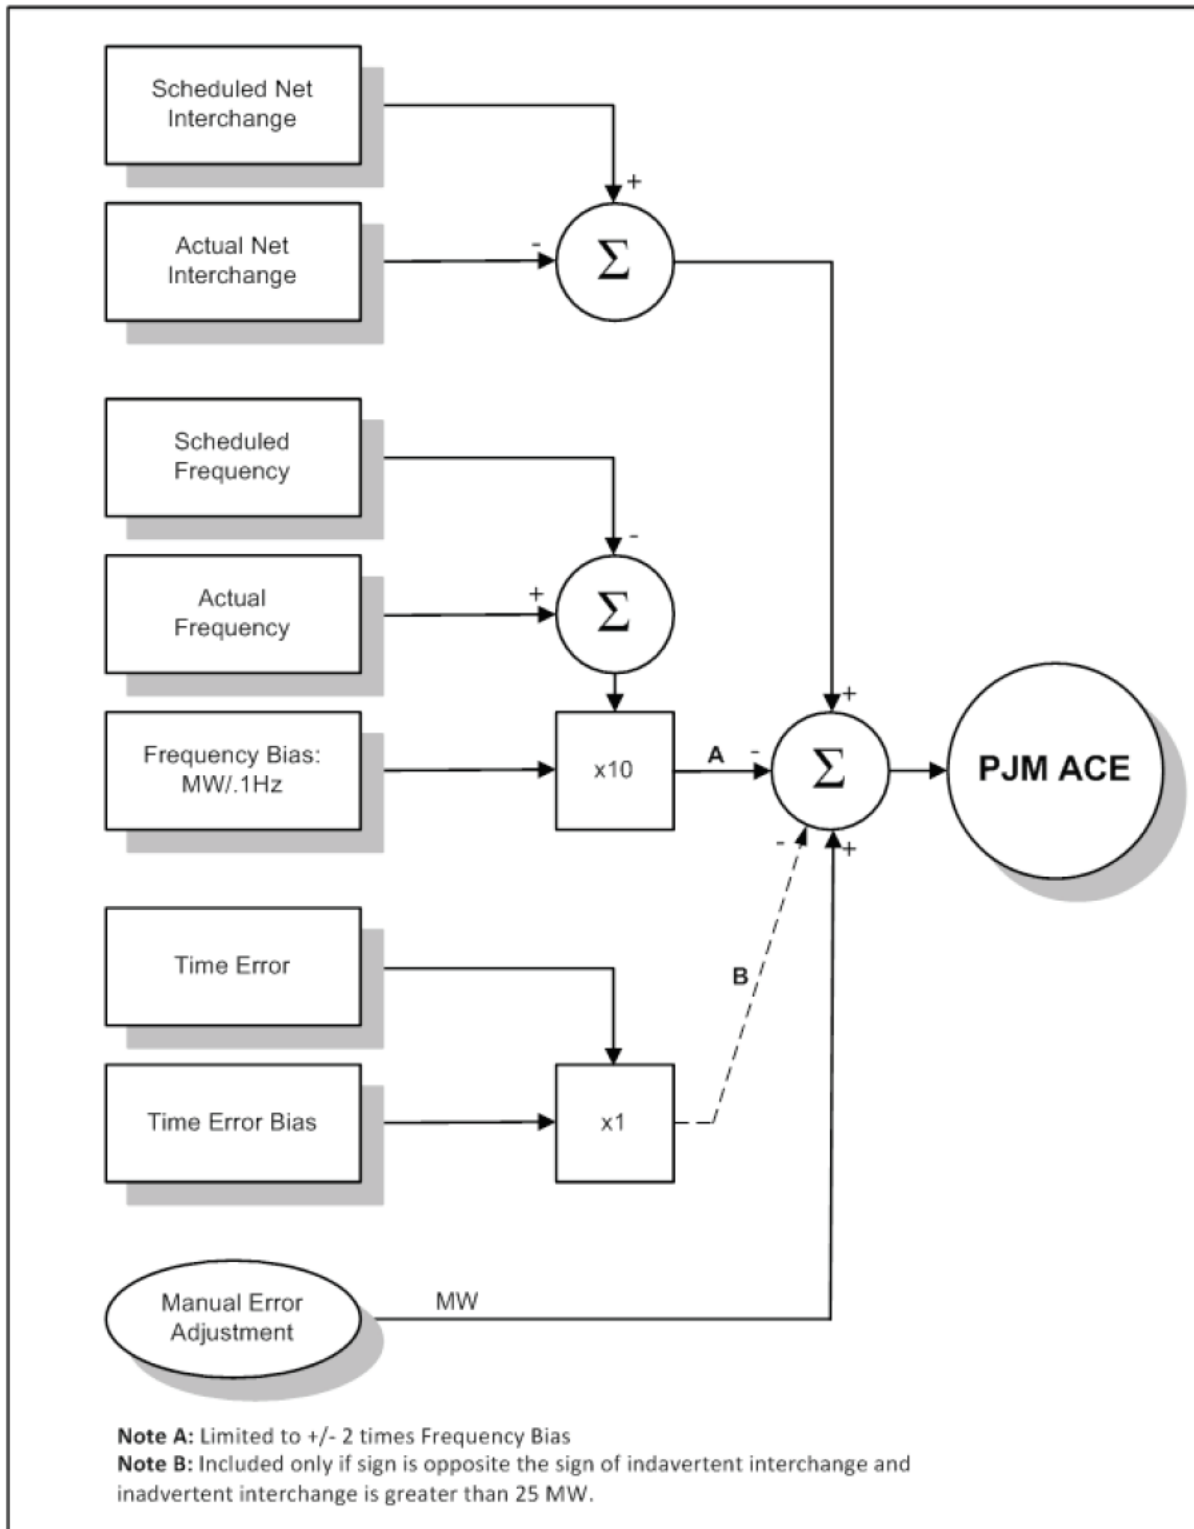 Scheduled Net
Interchange
+
Actual Net
Interchange
-
Σ
Scheduled
Frequency
-
Actual
Frequency
+
Σ
+
Frequency Bias:
MW/.1Hz
x10
A
-
Σ
PJM ACE
-
+
Time Error
B
Time Error Bias
x1
Manual Error
Adjustment
MW
Note A: Limited to +/- 2 times Frequency Bias
Note B: Included only if sign is opposite the sign of indavertent interchange and
inadvertent interchange is greater than 25 MW.